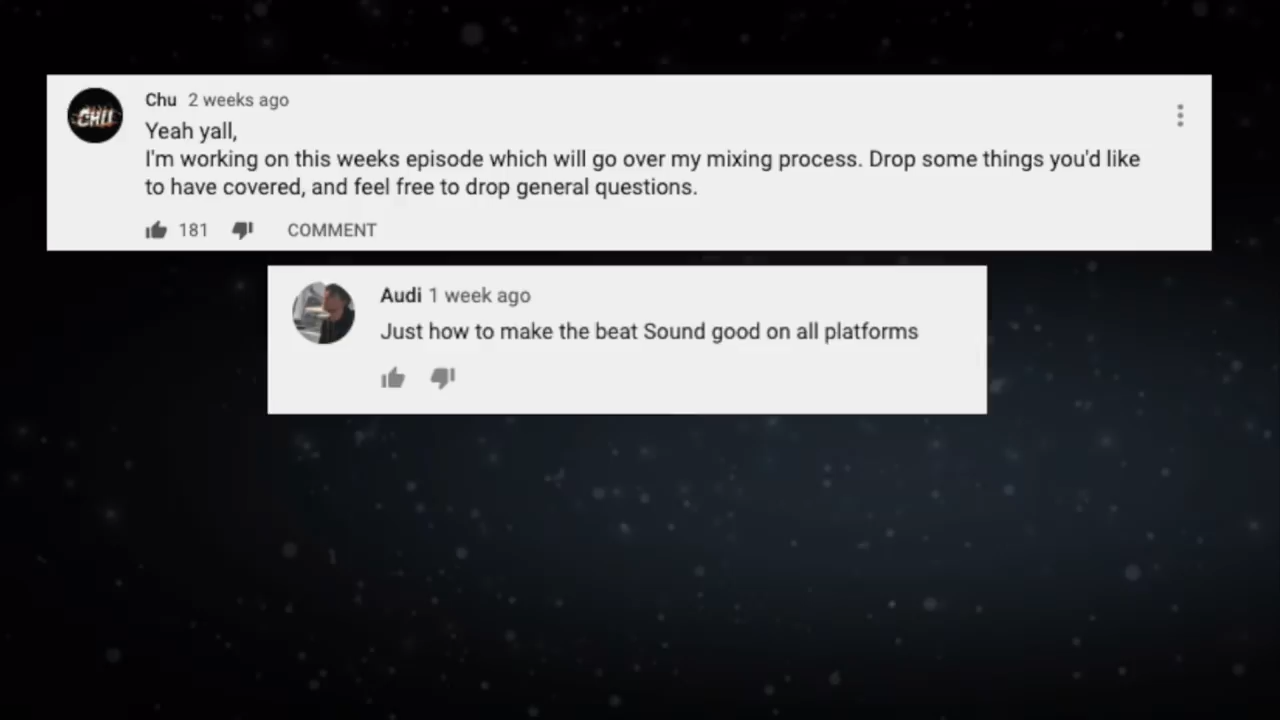 CHU
Chu 2 weeks ago
Yeah yall,
I'm working on this weeks episode which will go over my mixing process. Drop some things you'd like
to have covered, and feel free to drop general questions.
181 COMMENT
Audi 1 week ago
Just how to make the beat Sound good on all platforms